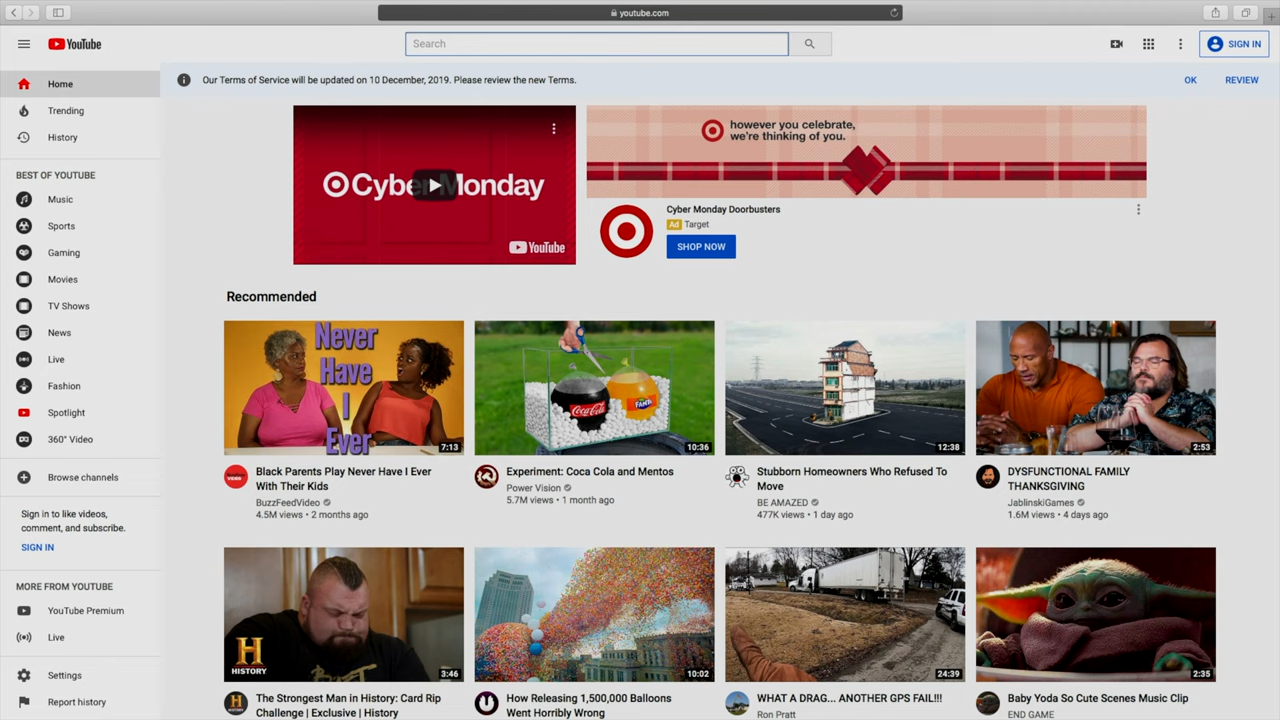 youtube.com
YouTube
Search
SIGN IN
Our Terms of Service will be updated on 10 December, 2019. Please review the new Terms.
OK
REVIEW
Home
Trending
History
BEST OF YOUTUBE
Music
Sports
Gaming
Movies
TV Shows
News
Live
Fashion
Spotlight
360° Video
Browse channels
Sign in to like videos,
comment, and subscribe.
SIGN IN
MORE FROM YOUTUBE
YouTube Premium
Live
Settings
Report history
Cyber Monday
YouTube
however you celebrate,
we're thinking of you.
Cyber Monday Doorbusters
Ad Target
SHOP NOW
Recommended
Never
Have
I
Ever
7:13
Black Parents Play Never Have I Ever
With Their Kids
BuzzFeedVideo
4.5M views • 2 months ago
Coca-Cola
FANTA
10:36
Experiment: Coca Cola and Mentos
Power Vision
5.7M views • 1 month ago
12:38
Stubborn Homeowners Who Refused To
Move
BE AMAZED
477K views • 1 day ago
2:53
DYSFUNCTIONAL FAMILY
THANKSGIVING
JablinskiGames
1.6M views • 4 days ago
H
HISTORY
3:46
The Strongest Man in History: Card Rip
Challenge | Exclusive | History
10:02
How Releasing 1,500,000 Balloons
Went Horribly Wrong
24:39
WHAT A DRAG... ANOTHER GPS FAIL!!!
Ron Pratt
2:35
Baby Yoda So Cute Scenes Music Clip
END GAME